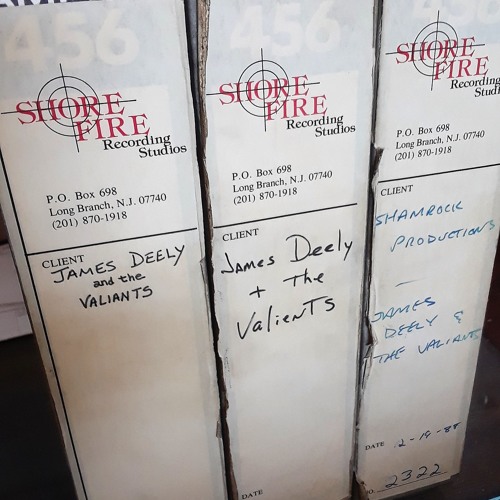 456
SHORE
FIRE
Recording
Studios
P.O. Box 698
Long Branch, N.J. 07740
(201) 870-1918
CLIENT
JAMES DEELY
and the
VALIANTS
456
SHORE
FIRE
Recording
Studios
P.O. Box 698
Long Branch, N.J. 07740
(201) 870-1918
CLIENT
James Deely
+ The
ValienTs
DATE
456
SHORE
FIRE
Recording
Studios
P.O. Box 698
Long Branch, N.J. 07740
(201) 870-1918
CLIENT
SHAMROCK
PRODUCTIONS
JAMES
DEELY &
THE VALIANTS
DATE
NO. 2322